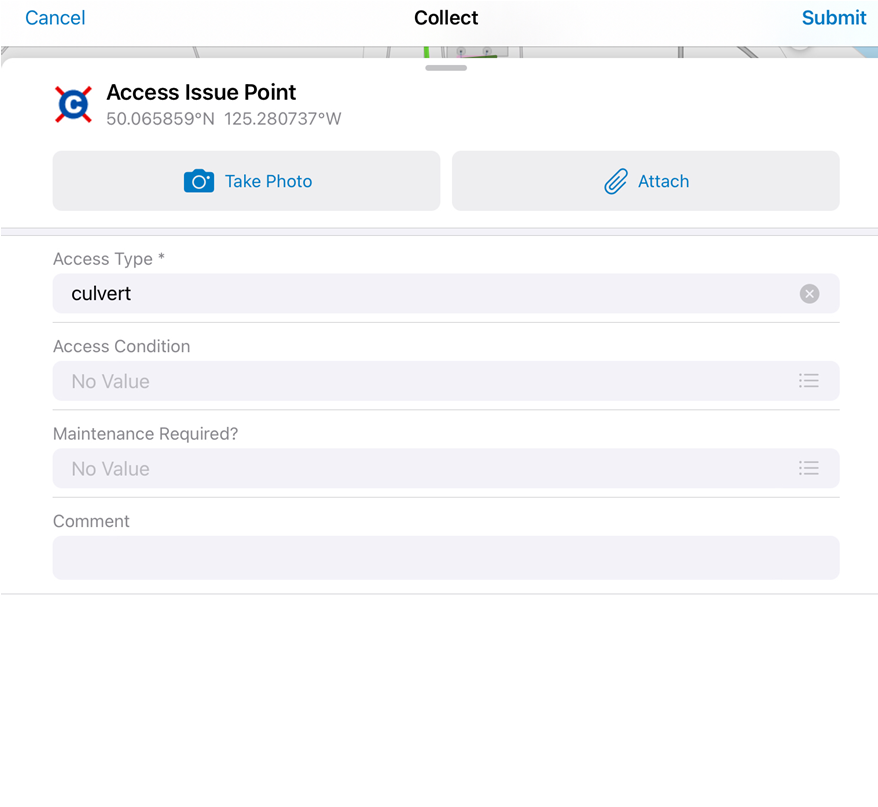 Cancel Collect Submit
Access Issue Point
50.065859°N 125.280737°W
Take Photo Attach
Access Type *
culvert
Access Condition
No Value
Maintenance Required?
No Value
Comment